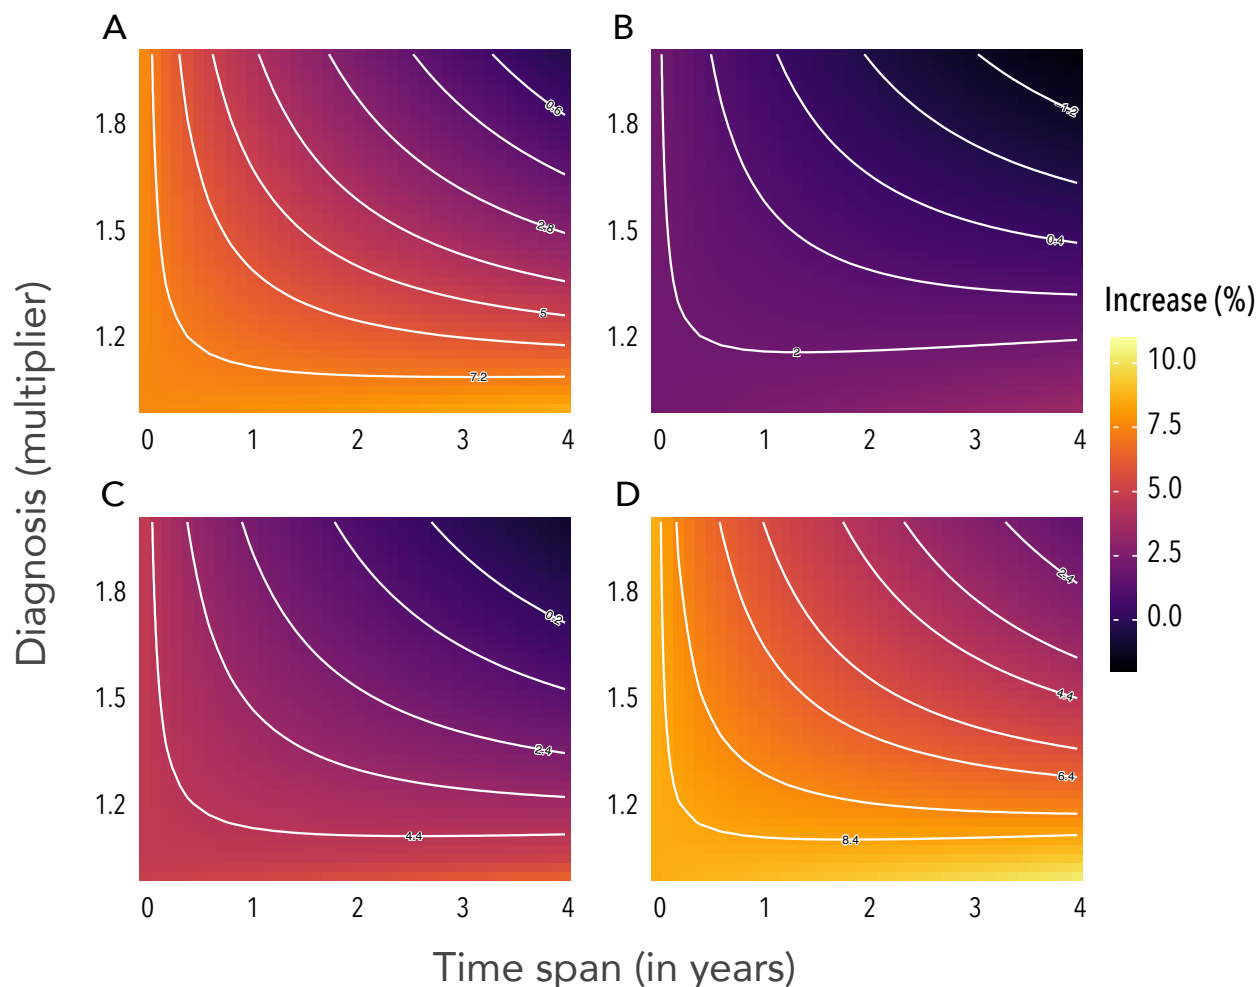 A
B
1.8
1.5
1.2
0.6
2.8
5
7.2
0 1 2 3 4
1.8
1.5
1.2
-1.2
0.4
2
0 1 2 3 4
C
D
1.8
1.5
1.2
0.2
2.4
4.4
0 1 2 3 4
1.8
1.5
1.2
2.4
4.4
6.4
8.4
0 1 2 3 4
Increase (%)
10.0
7.5
5.0
2.5
0.0
Diagnosis (multiplier)
Time span (in years)